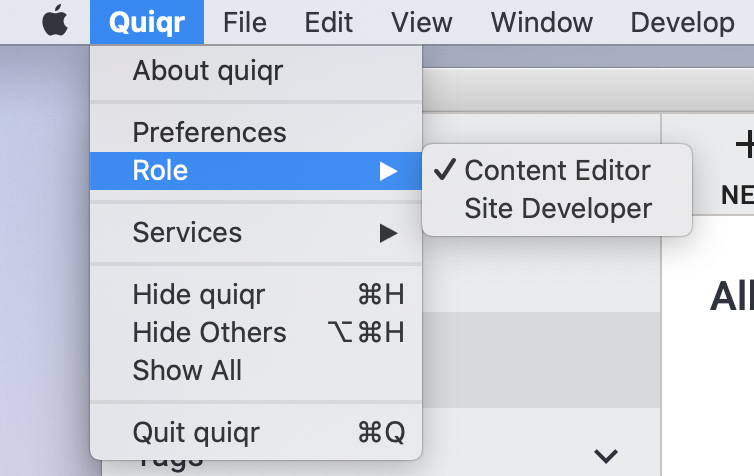 Quiqr File Edit View Window Develop
About quiqr
Preferences
Role ▶
✓ Content Editor
Site Developer
Services ▶
Hide quiqr ⌘H
Hide Others ⌥⌘H
Show All
Quit quiqr ⌘Q
Tags
+
NE
All